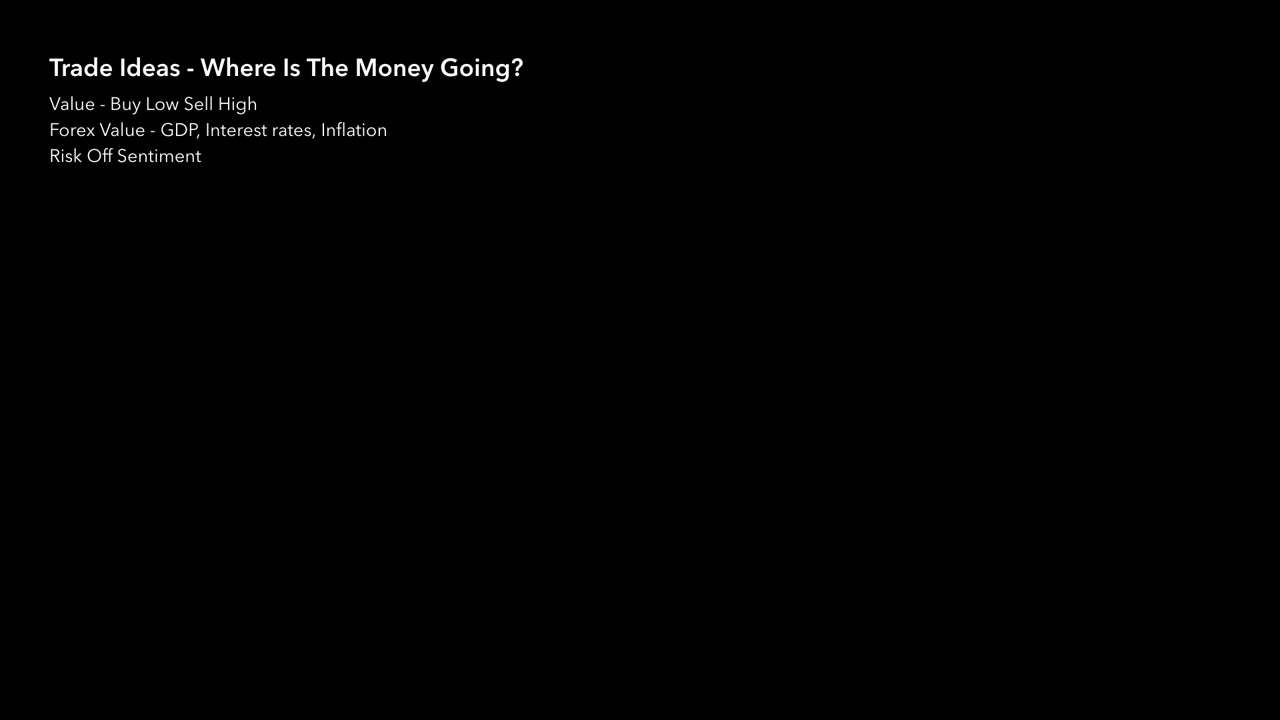 Trade Ideas - Where Is The Money Going?
Value - Buy Low Sell High
Forex Value - GDP, Interest rates, Inflation
Risk Off Sentiment